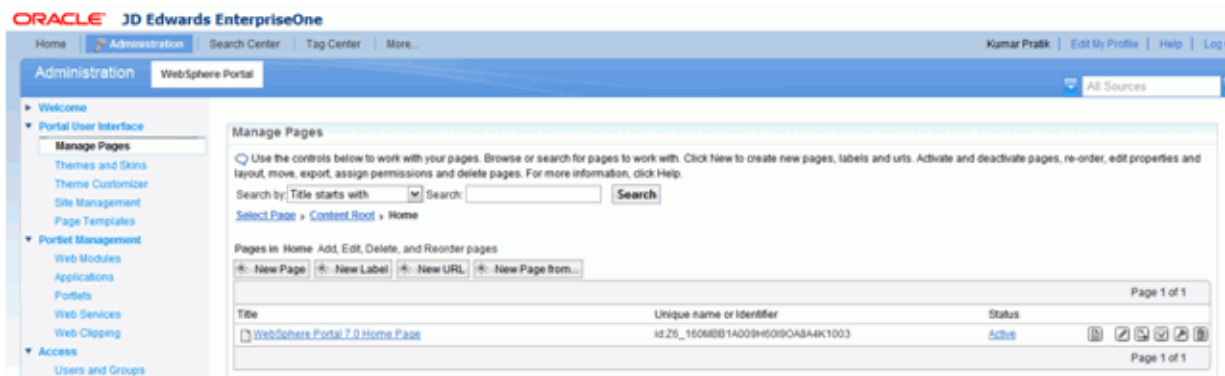 ORACLE JD Edwards EnterpriseOne
Home Administration Search Center Tag Center More... Kumar Pratik Edit My Profile Help Log
Administration WebSphere Portal
All Sources
Welcome
Portal User Interface
Manage Pages
Themes and Skins
Theme Customizer
Site Management
Page Templates
Portlet Management
Web Modules
Applications
Portlets
Web Services
Web Clipping
Access
Users and Groups
Manage Pages
Use the controls below to work with your pages. Browse or search for pages to work with. Click New to create new pages, labels and urls. Activate and deactivate pages, re-order, edit properties and
layout, move, export, assign permissions and delete pages. For more information, click Help.
Search by: Title starts with Search: Search
Select Page Content Root Home
Pages in Home Add, Edit, Delete, and Reorder pages
New Page New Label New URL New Page from...
Page 1 of 1
Title Unique name or Identifier Status
WebSphere Portal 7.0 Home Page Active
Page 1 of 1